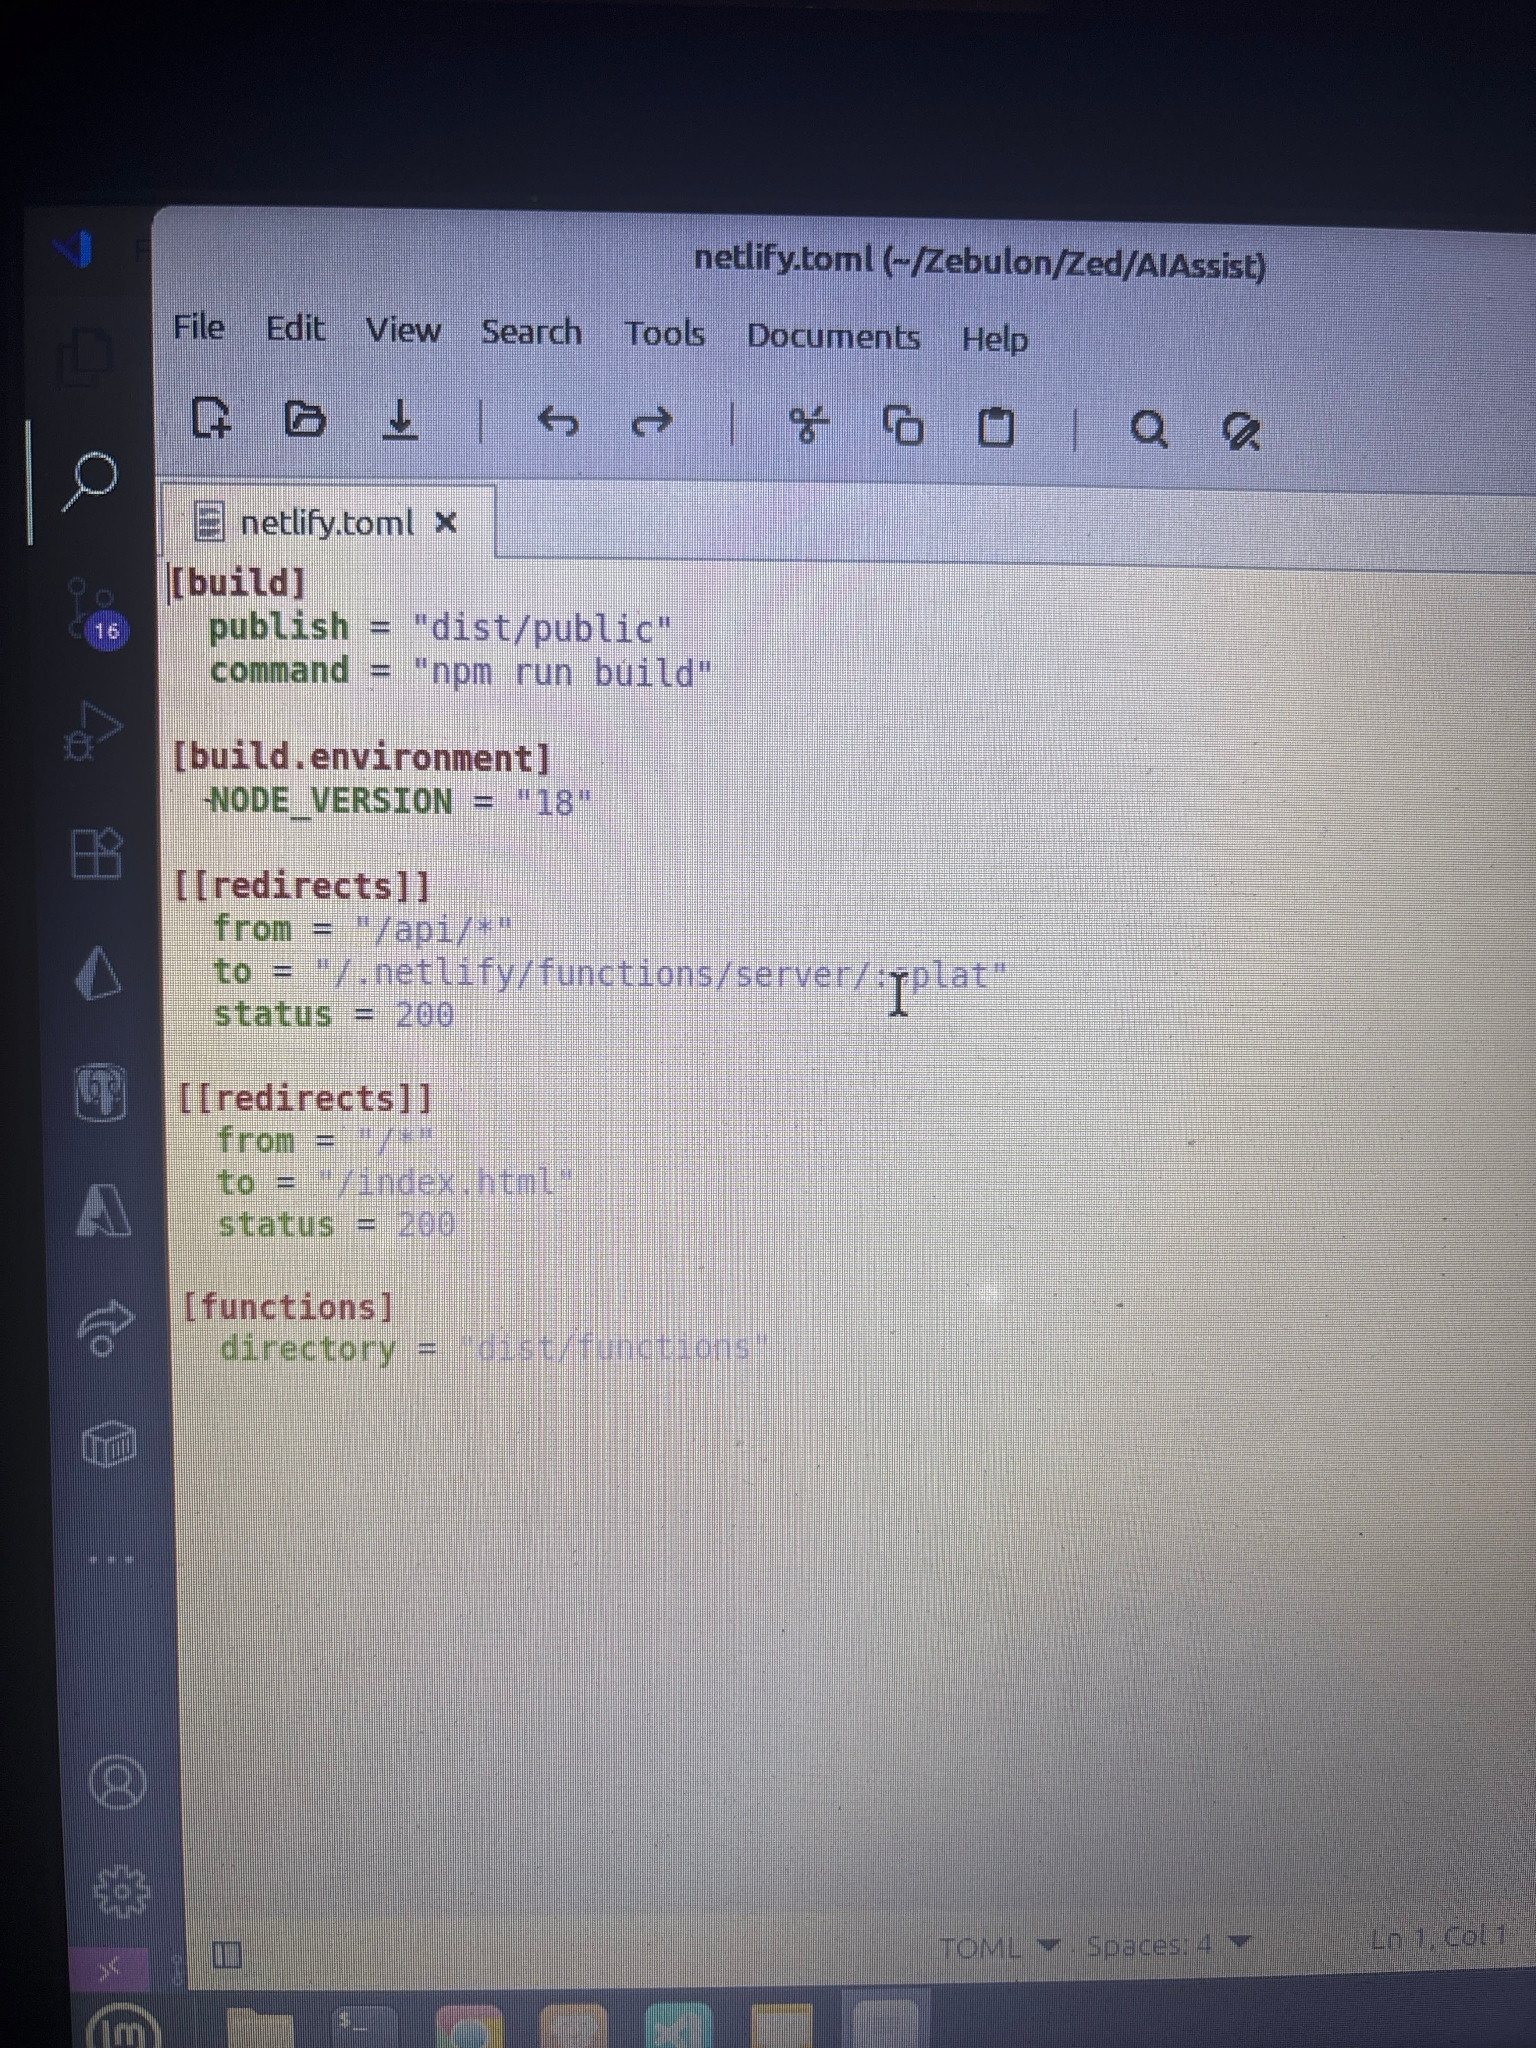 netlify.toml (~/Zebulon/Zed/AIAssist)
File Edit View Search Tools Documents Help
netlify.toml
[build]
publish = "dist/public"
command = "npm run build"
[build.environment]
NODE_VERSION = "18"
[[redirects]]
from = "/api/*"
to = "/.netlify/functions/server/:splat"
status = 200
[[redirects]]
from = "/*"
to = "/index.html"
status = 200
[functions]
directory = "dist/functions"
16
TOML Spaces: 4 Ln 1, Col 1
$_